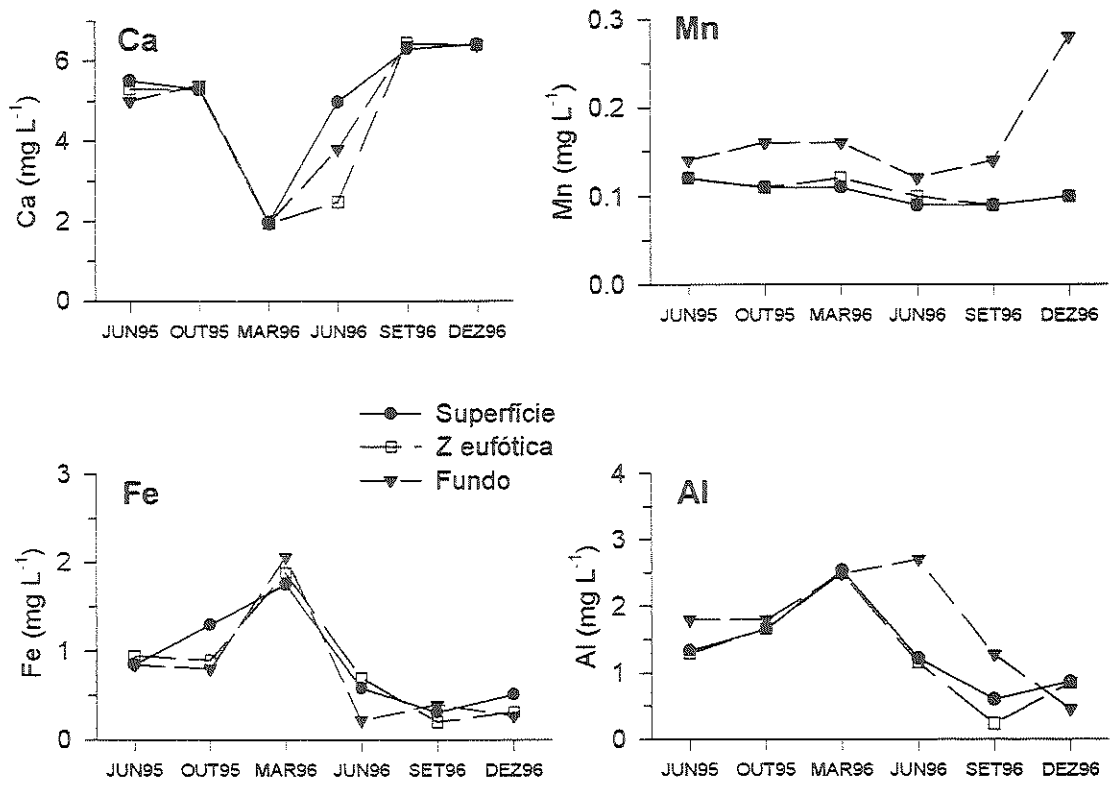 Ca
Ca (mg L⁻¹)
6
4
2
0
JUN95 OUT95 MAR96 JUN96 SET96 DEZ96
Mn
Mn (mg L⁻¹)
0.3
0.2
0.1
0.0
JUN95 OUT95 MAR96 JUN96 SET96 DEZ96
Superfície
Z eufótica
Fundo
Fe
Fe (mg L⁻¹)
3
2
1
0
JUN95 OUT95 MAR96 JUN96 SET96 DEZ96
Al
Al (mg L⁻¹)
4
3
2
1
0
JUN95 OUT95 MAR96 JUN96 SET96 DEZ96